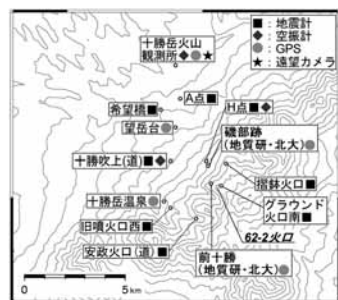 ■：地震計
◆：空振計
●：GPS
★：遠望カメラ
十勝岳火山
観測所◆●★
A点■
希望橋■
H点■◆
望岳台●
磯部跡
(地質研・北大)●
十勝吹上(道)■◆
摺鉢火口■
十勝岳温泉●
グラウンド
火口南■
旧噴火口西■
62-2火口
安政火口(道)■
前十勝
(地質研・北大)●
0
5
km